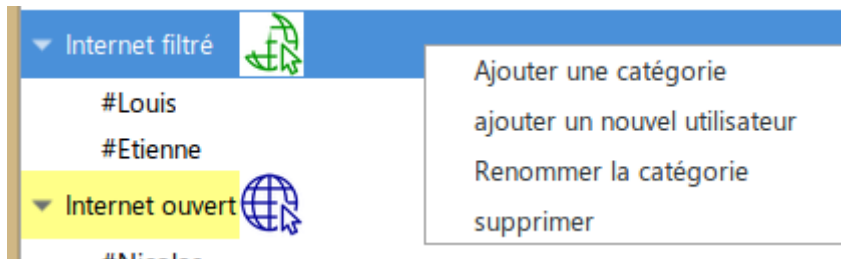 Internet filtré
#Louis
#Etienne
Internet ouvert
Ajouter une catégorie
ajouter un nouvel utilisateur
Renommer la catégorie
supprimer